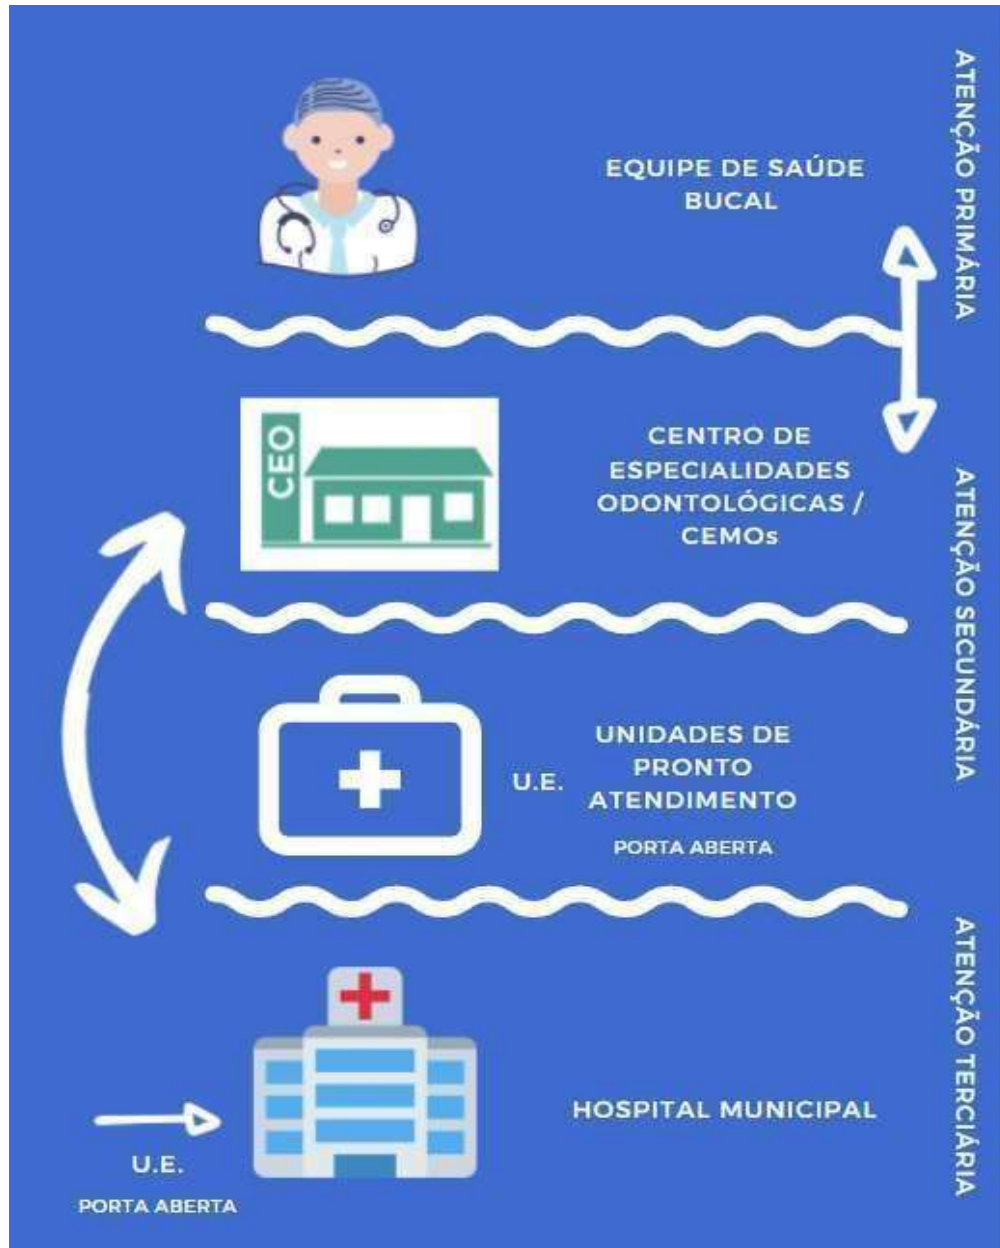 ATENÇÃO PRIMÁRIA
EQUIPE DE SAÚDE
BUCAL
CEO
CENTRO DE
ESPECIALIDADES
ODONTOLÓGICAS /
CEMOs
ATENÇÃO SECUNDÁRIA
U.E.
UNIDADES DE
PRONTO
ATENDIMENTO
PORTA ABERTA
ATENÇÃO TERCIÁRIA
HOSPITAL MUNICIPAL
U.E.
PORTA ABERTA